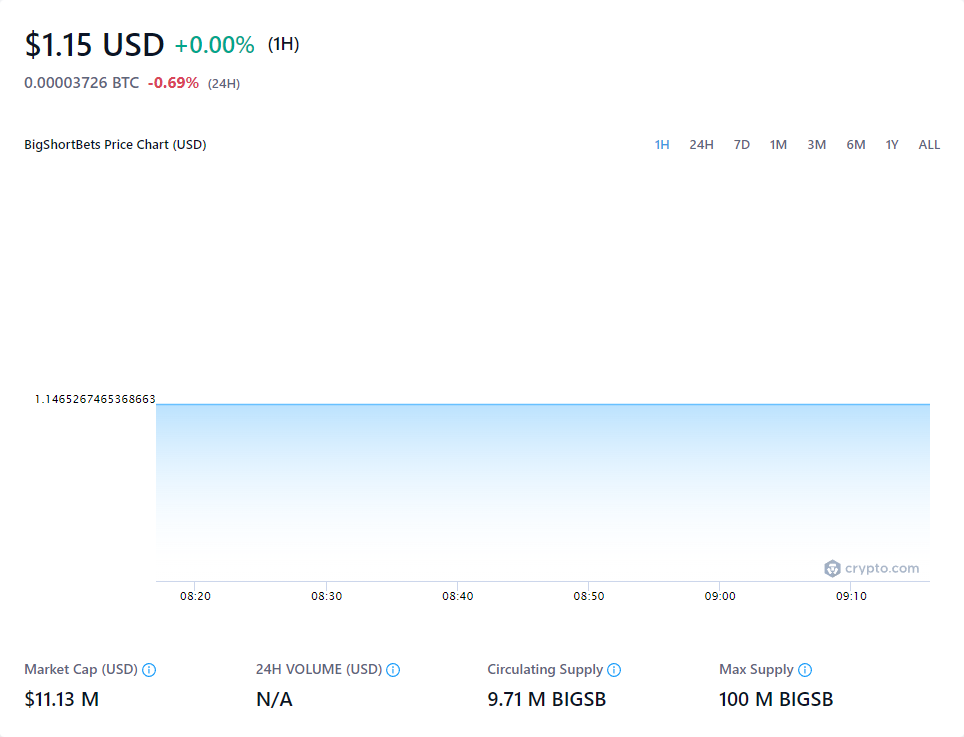 $1.15 USD +0.00% (1H)
0.00003726 BTC -0.69% (24H)
BigShortBets Price Chart (USD) 1H 24H 7D 1M 3M 6M 1Y ALL
1.1465267465368663
crypto.com
08:20 08:30 08:40 08:50 09:00 09:10
Market Cap (USD) 24H VOLUME (USD) Circulating Supply Max Supply
$11.13 M N/A 9.71 M BIGSB 100 M BIGSB